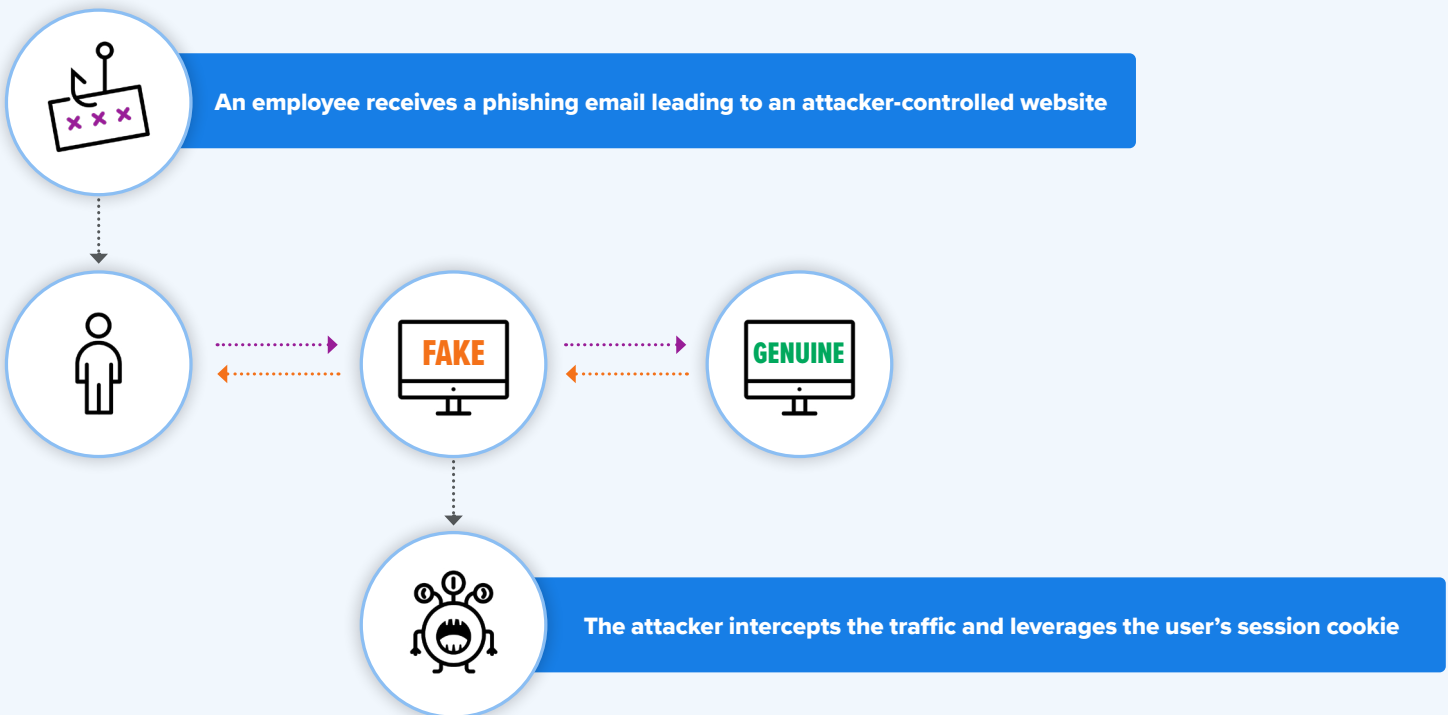 An employee receives a phishing email leading to an attacker-controlled website
FAKE
GENUINE
The attacker intercepts the traffic and leverages the user’s session cookie